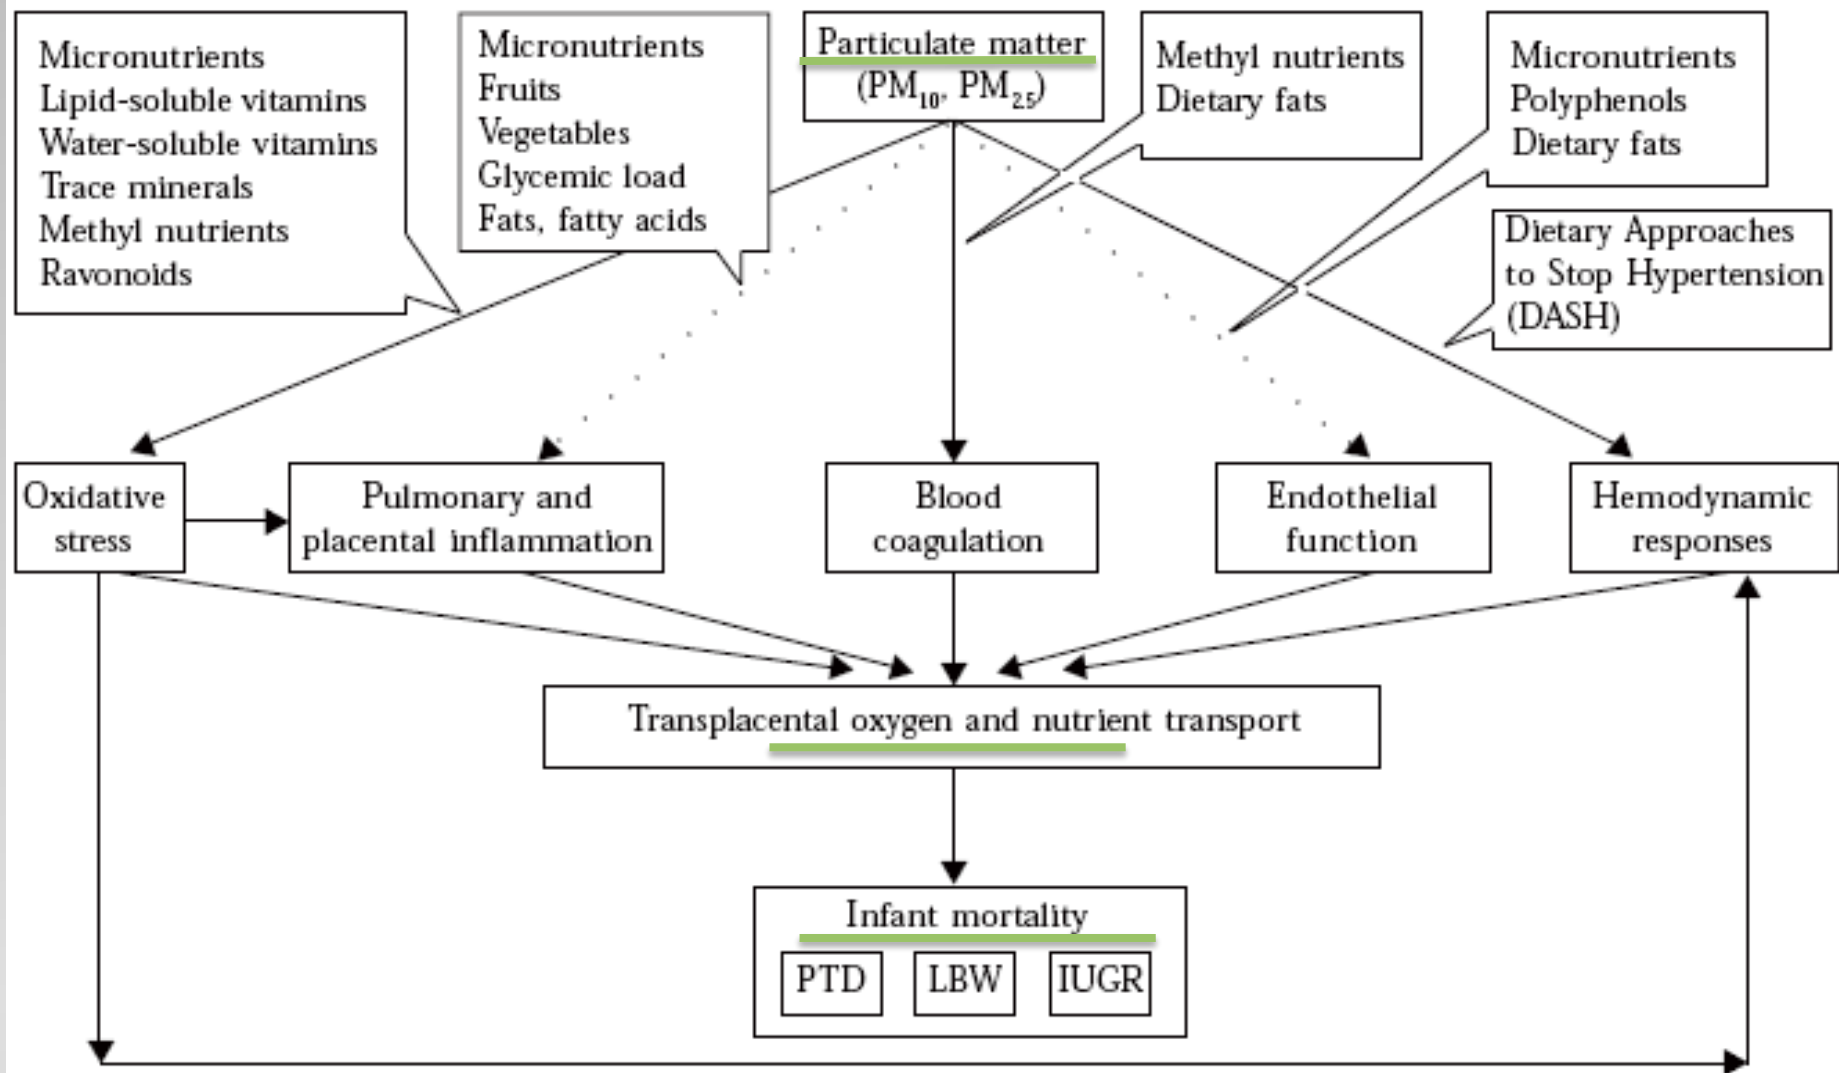 Micronutrients
Lipid-soluble vitamins
Water-soluble vitamins
Trace minerals
Methyl nutrients
Ravonoids
Micronutrients
Fruits
Vegetables
Glycemic load
Fats, fatty acids
Particulate matter
(PM10, PM2.5)
Methyl nutrients
Dietary fats
Micronutrients
Polyphenols
Dietary fats
Dietary Approaches
to Stop Hypertension
(DASH)
Oxidative
stress
Pulmonary and
placental inflammation
Blood
coagulation
Endothelial
function
Hemodynamic
responses
Transplacental oxygen and nutrient transport
Infant mortality
PTD LBW IUGR